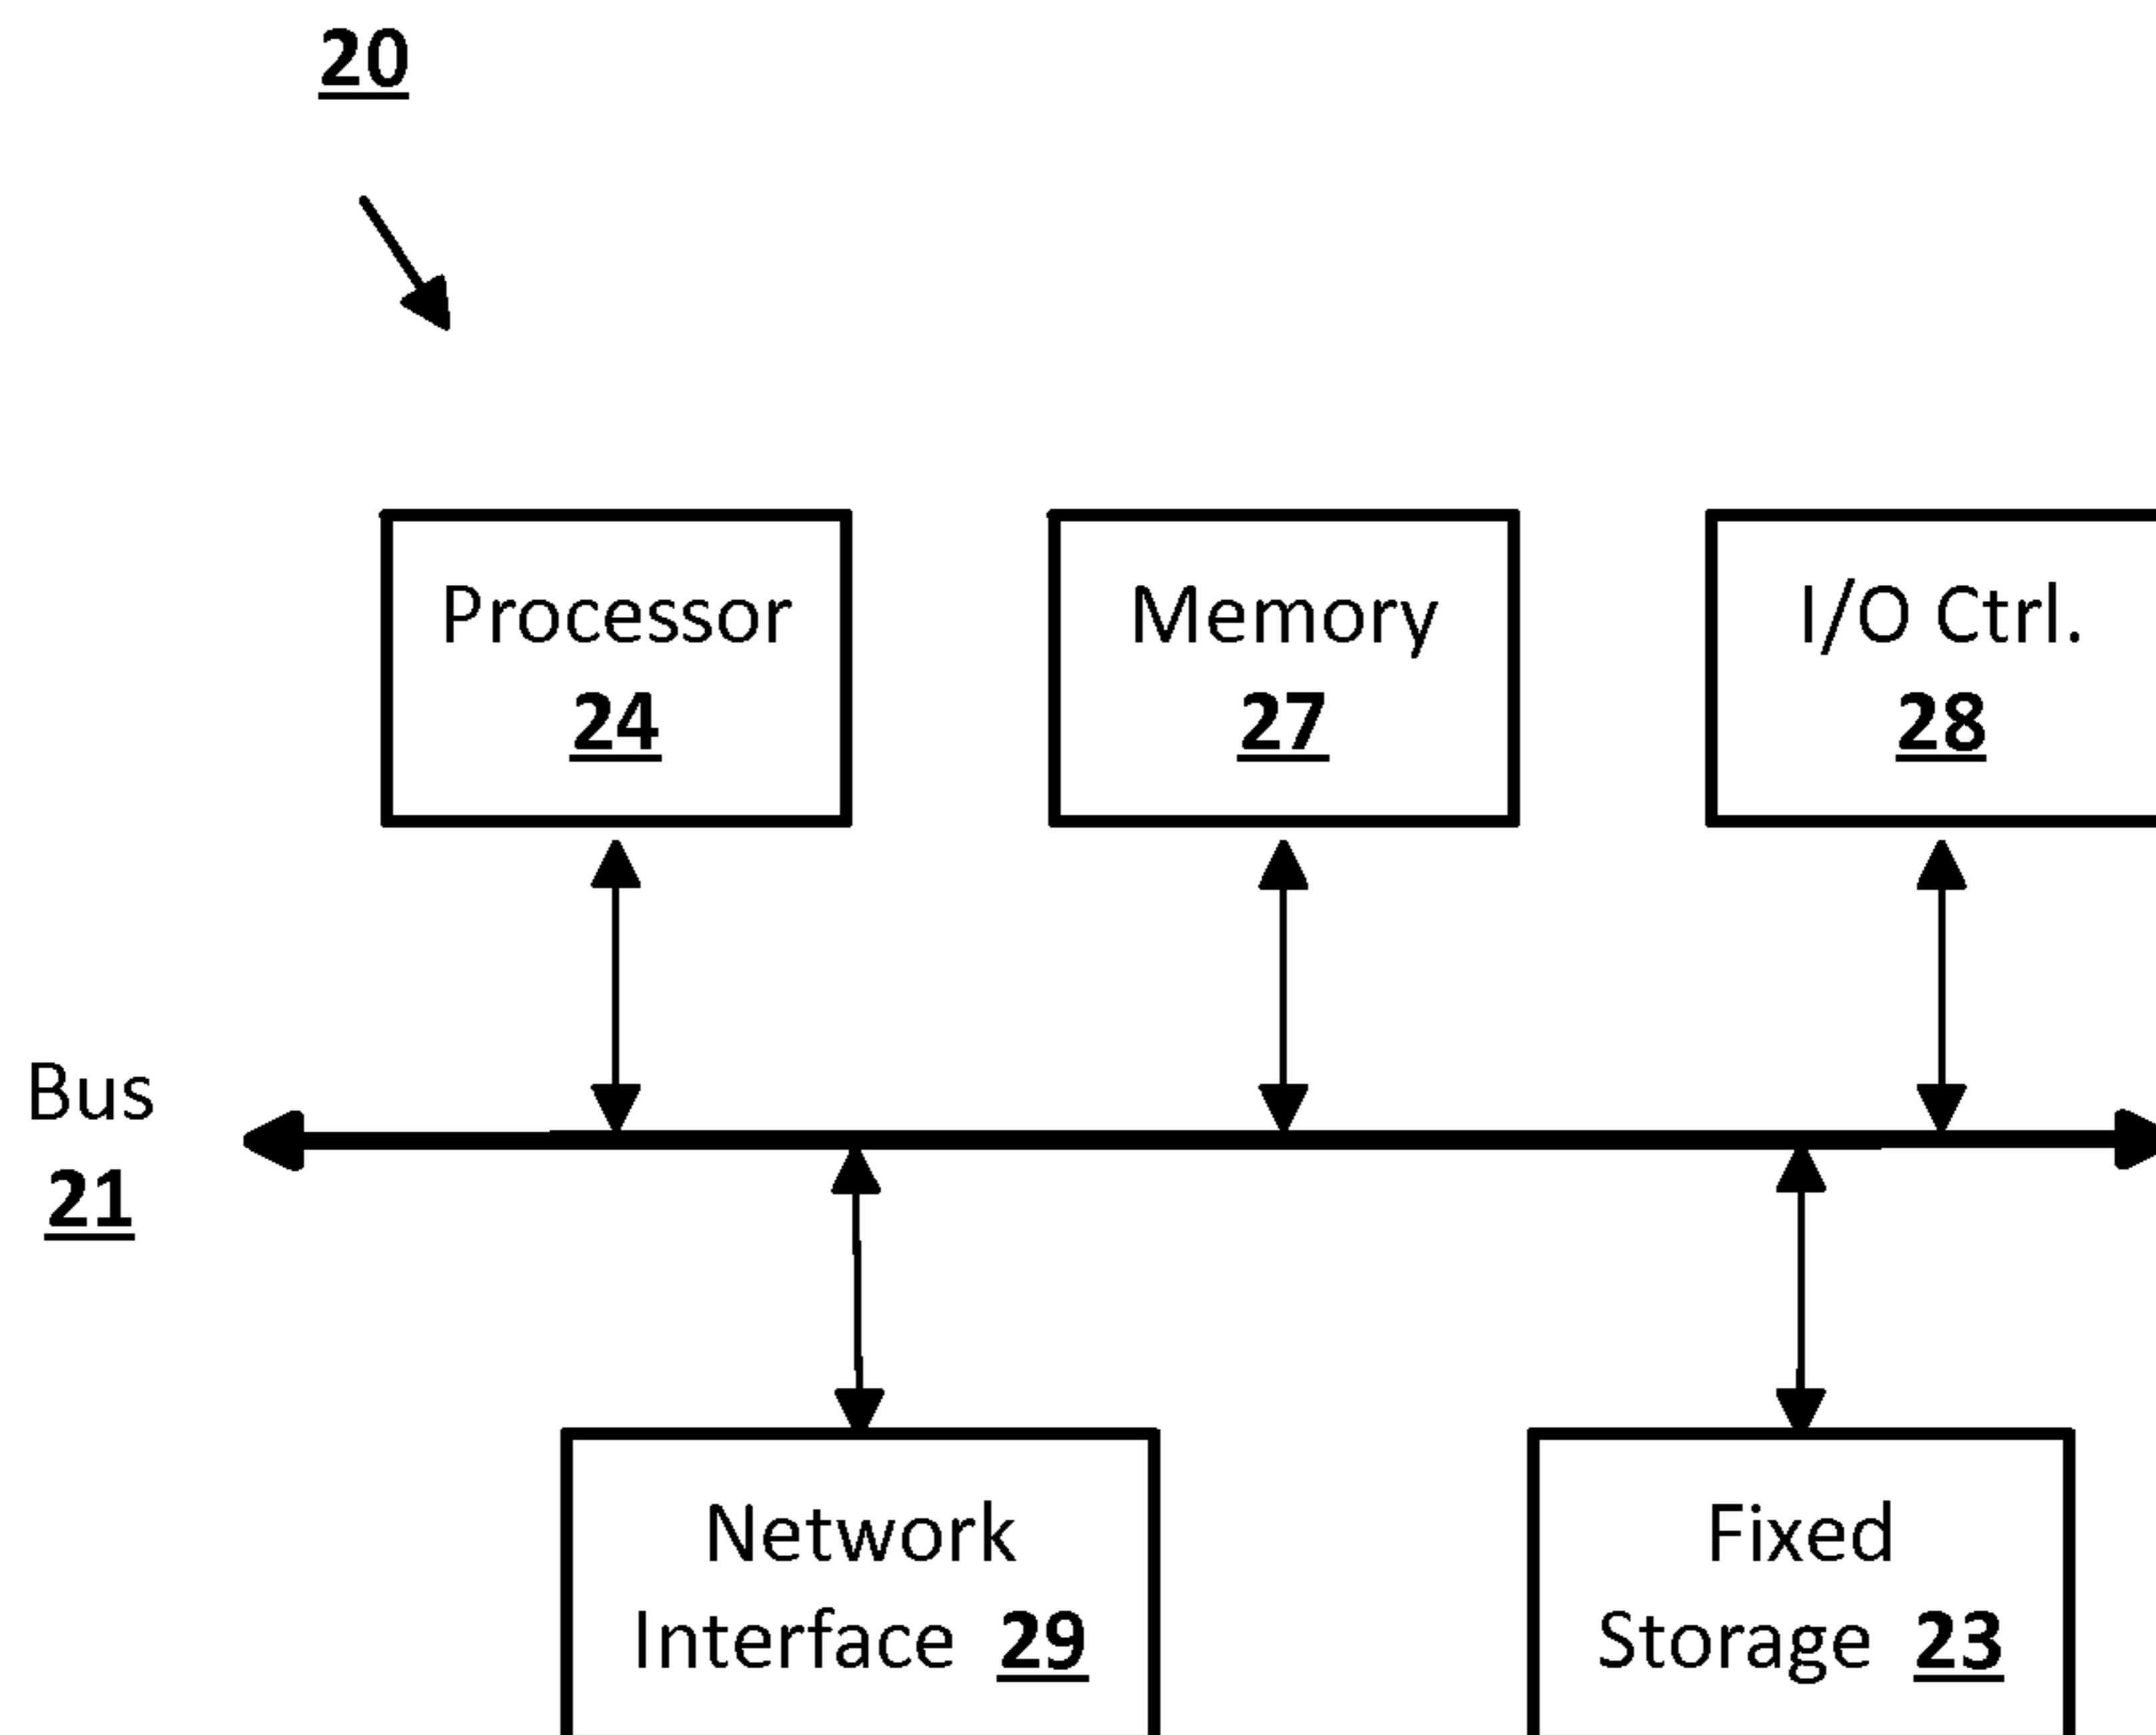 20
Processor
24
Memory
27
I/O Ctrl.
28
Bus
21
Network
Interface 29
Fixed
Storage 23